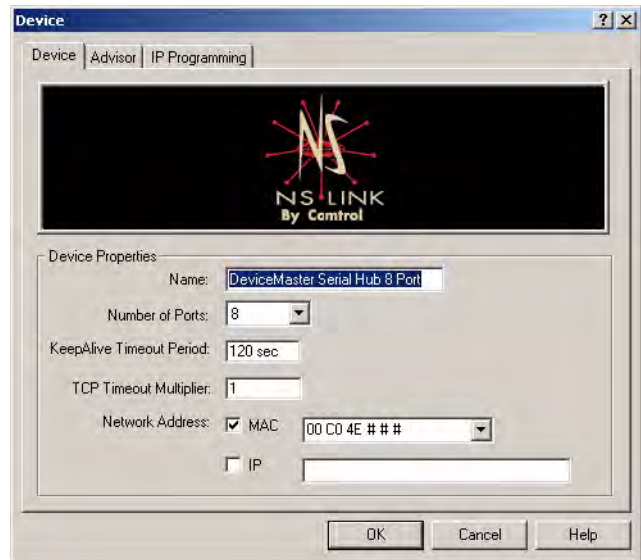 Device
Device Advisor IP Programming
NS LINK
By Comtrol
Device Properties
Name: DeviceMaster Serial Hub 8 Port
Number of Ports: 8
KeepAlive Timeout Period: 120 sec
TCP Timeout Multiplier: 1
Network Address: MAC 00 C0 4E # # #
IP
OK Cancel Help